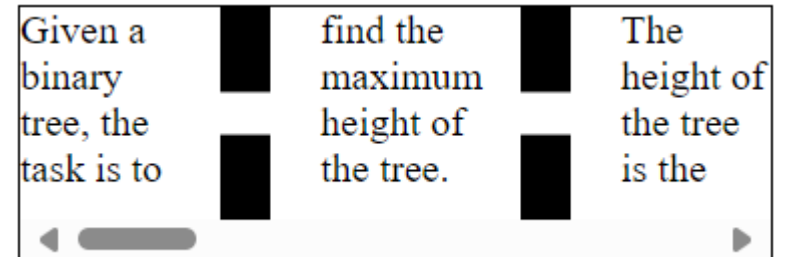 Given a
binary
tree, the
task is to
find the
maximum
height of
the tree.
The
height of
the tree
is the